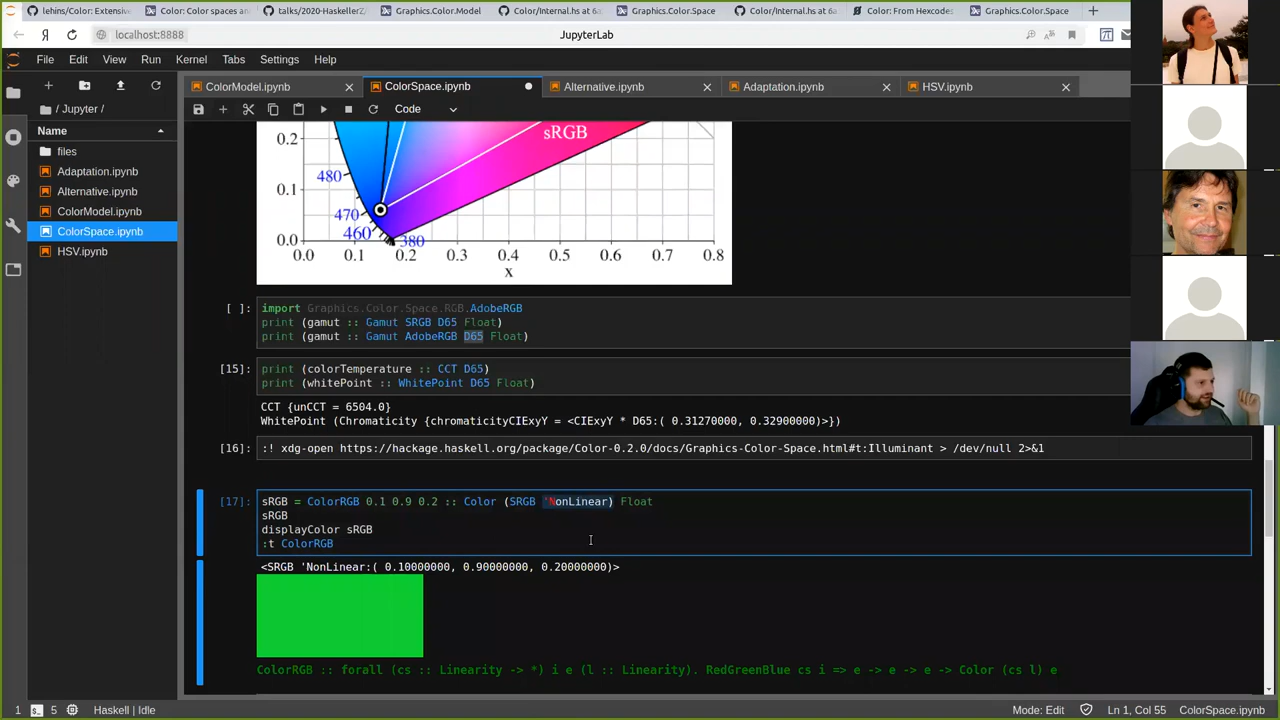 lehins/Color: Extensiv
Color: Color spaces an
talks/2020-HaskellerZ/
Graphics.Color.Model
Color/Internal.hs at 6a
Graphics.Color.Space
Color/Internal.hs at 6a
Color: From Hexcodes
Graphics.Color.Space
localhost:8888
JupyterLab
File Edit View Run Kernel Tabs Settings Help
ColorModel.ipynb
ColorSpace.ipynb
Alternative.ipynb
Adaptation.ipynb
HSV.ipynb
/ Jupyter /
Code
Name
files
Adaptation.ipynb
Alternative.ipynb
ColorModel.ipynb
ColorSpace.ipynb
HSV.ipynb
0.2
sRGB
480
0.1
470
460
0.0
380
0.0 0.1 0.2 0.3 0.4 0.5 0.6 0.7 0.8
x
[ ]:
import Graphics.Color.Space.RGB.AdobeRGB
print (gamut :: Gamut SRGB D65 Float)
print (gamut :: Gamut AdobeRGB D65 Float)
[15]:
print (colorTemperature :: CCT D65)
print (whitePoint :: WhitePoint D65 Float)
CCT {unCCT = 6504.0}
WhitePoint (Chromaticity {chromaticityCIExyY = <CIExyY * D65:( 0.31270000, 0.32900000)>})
[16]:
:! xdg-open https://hackage.haskell.org/package/Color-0.2.0/docs/Graphics-Color-Space.html#t:Illuminant > /dev/null 2>&1
[17]:
sRGB = ColorRGB 0.1 0.9 0.2 :: Color (SRGB 'NonLinear) Float
sRGB
displayColor sRGB
:t ColorRGB
<SRGB 'NonLinear:( 0.10000000, 0.90000000, 0.20000000)>
ColorRGB :: forall (cs :: Linearity -> *) i e (l :: Linearity). RedGreenBlue cs i => e -> e -> e -> Color (cs l) e
1
5
Haskell | Idle
Mode: Edit
Ln 1, Col 55
ColorSpace.ipynb